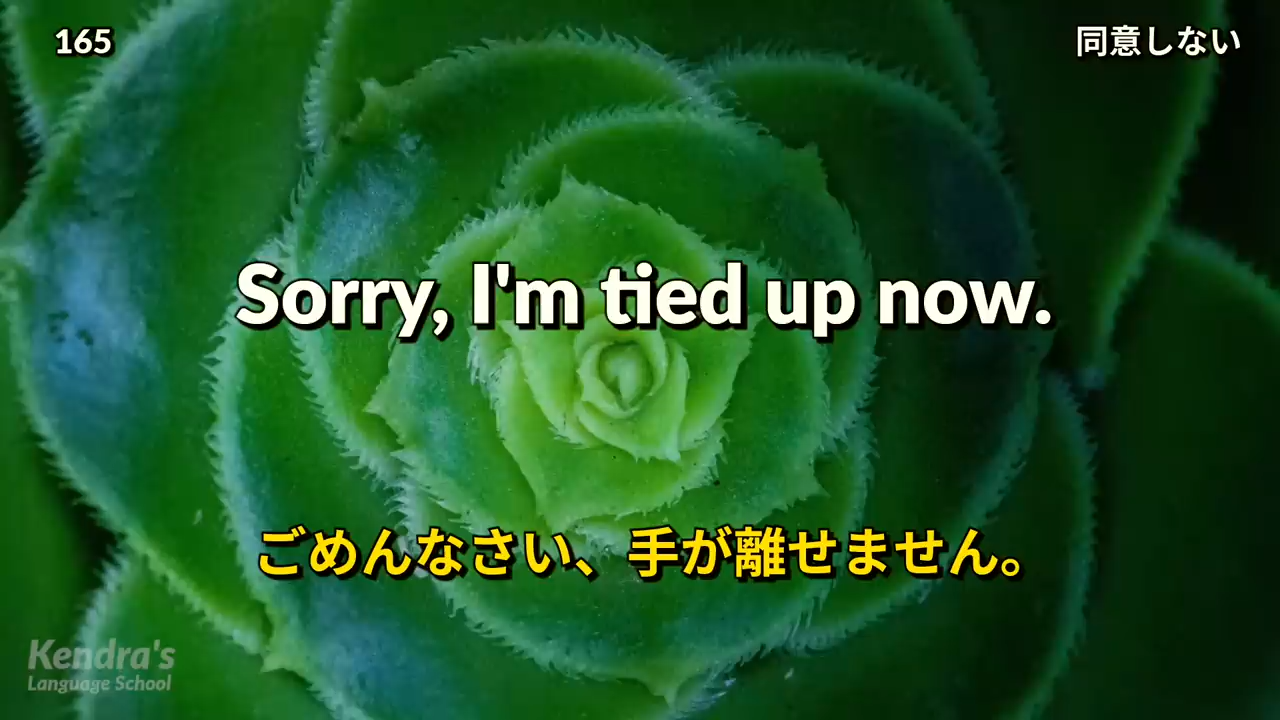 165
同意しない
Sorry, I'm tied up now.
ごめんなさい、手が離せません。
Kendra's
Language School